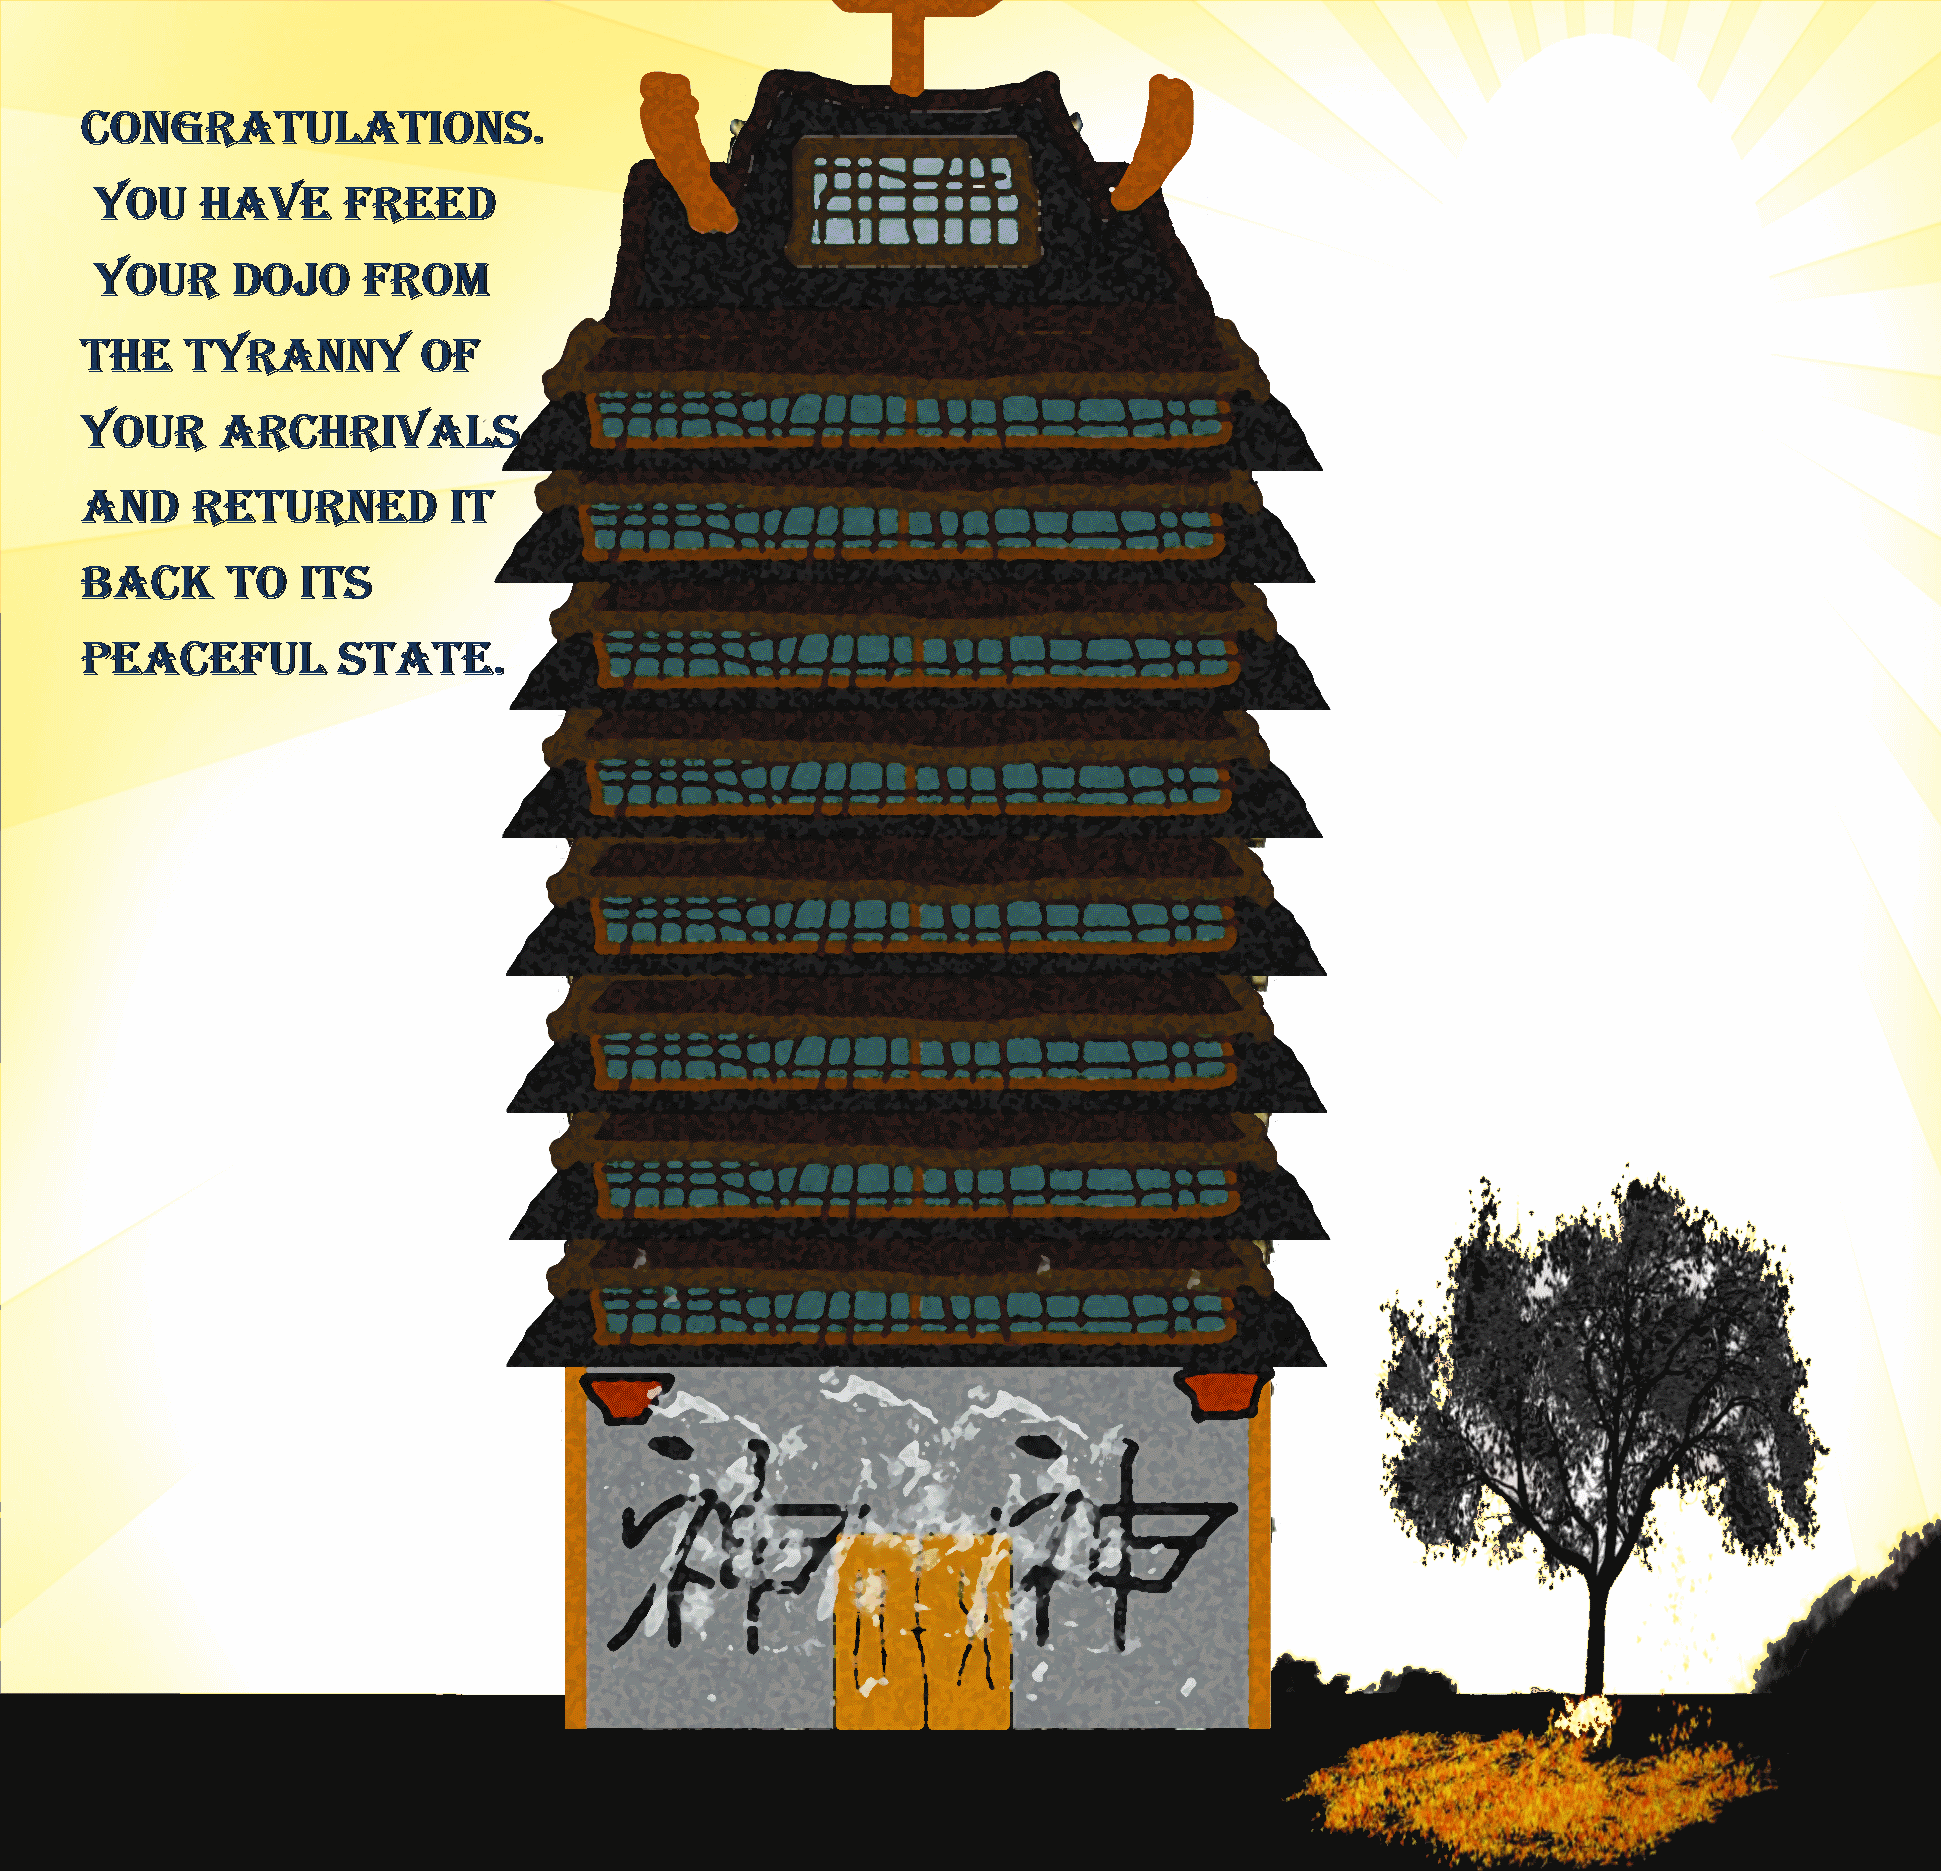 CONGRATULATIONS.
YOU HAVE FREED
YOUR DOJO FROM
THE TYRANNY OF
YOUR ARCHRIVALS
AND RETURNED IT
BACK TO ITS
PEACEFUL STATE.
神 神